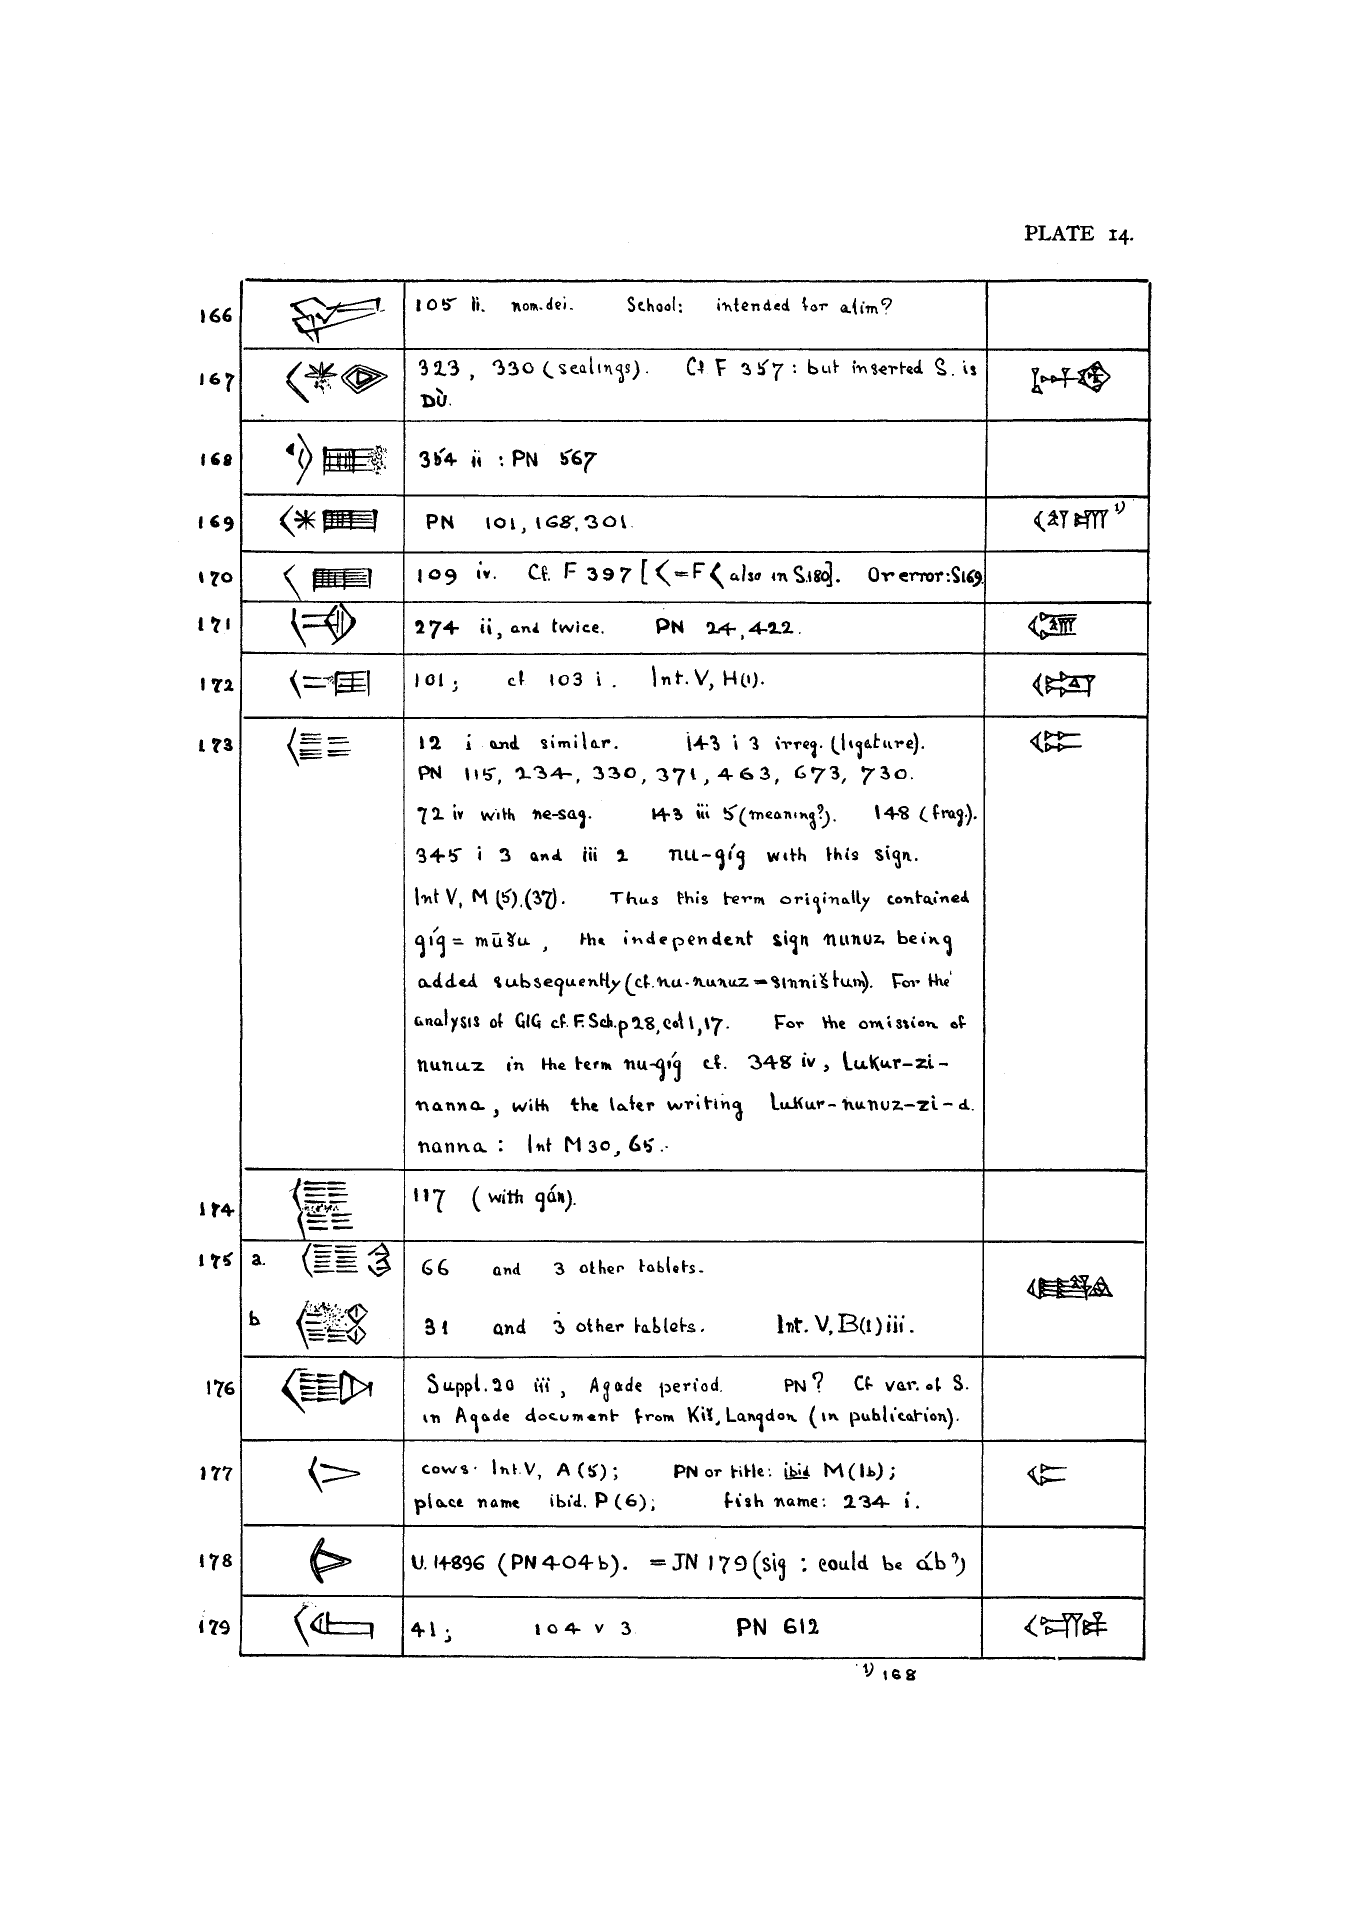 PLATE 14.
166 105 ii. nom. dei. School: intended for alim?
167 323, 330 (sealings). Cf F 357: but inserted S. is
DÙ.
168 354 ii : PN 567
169 PN 101, 168, 301. 1)
170 109 iv. Cf. F 397 [ = F also in S.180]. Or error: S169.
171 274 ii, and twice. PN 24, 422.
172 101; cf 103 i. Int. V, H(1).
173 12 i and similar. 143 i 3 irreg. (ligature).
PN 115, 234, 330, 371, 463, 673, 730.
72 iv with ne-sag. 143 iii 5 (meaning?). 148 (frag.).
345 i 3 and iii 2 nu-gíg with this sign.
Int V, M (5).(37). Thus this term originally contained
gíg = mūšu, the independent sign nunuz being
added subsequently (cf. nu-nunuz = sinništum). For the
analysis of GIG cf. F. Sch. p 28, col 1, 17. For the omission of
nunuz in the term nu-gíg cf. 348 iv, Lukur-zi-
nanna, with the later writing Lukur-nunuz-zi-d.
nanna: Int M 30, 65.
174 117 (with gán).
175 a. 66 and 3 other tablets.
b 31 and 3 other tablets. Int. V, B(1) iii.
176 Suppl. 20 iii, Agade period. PN? Cf var. of S.
in Agade document from Kiš, Langdon (in publication).
177 cows. Int. V, A (5); PN or title: ibid M (1b);
place name ibid. P (6); fish name: 234 i.
178 U. 14896 (PN 404 b). = JN 179 (sig : could be áb?)
179 41; 104 v 3 PN 612
1) 168